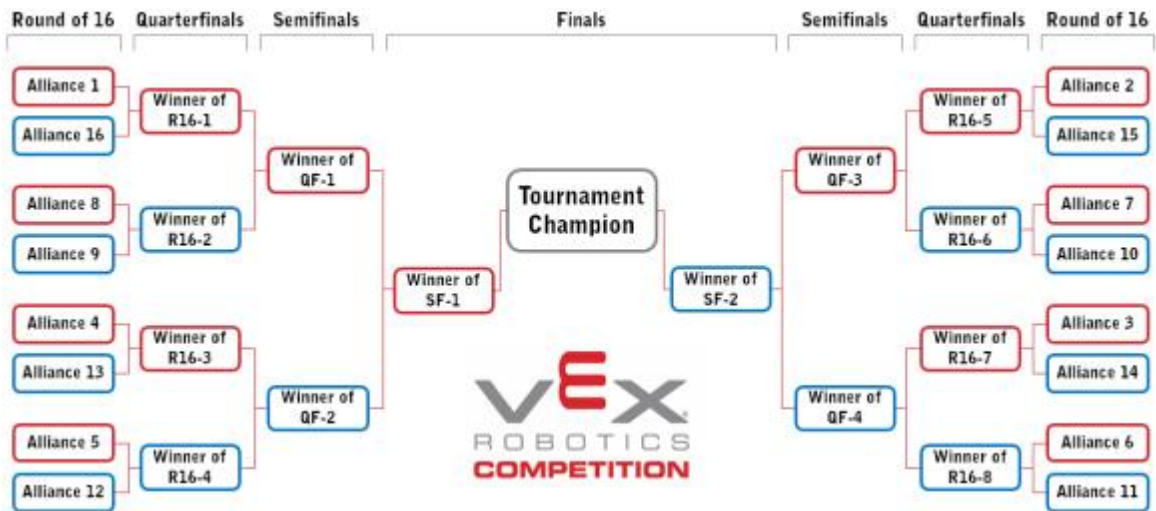 Round of 16
Quarterfinals
Semifinals
Finals
Semifinals
Quarterfinals
Round of 16
Alliance 1
Alliance 16
Alliance 8
Alliance 9
Alliance 4
Alliance 13
Alliance 5
Alliance 12
Winner of
R16-1
Winner of
R16-2
Winner of
R16-3
Winner of
R16-4
Winner of
QF-1
Winner of
QF-2
Winner of
SF-1
Tournament
Champion
Winner of
SF-2
VEX
ROBOTICS
COMPETITION
Winner of
QF-3
Winner of
QF-4
Winner of
R16-5
Winner of
R16-6
Winner of
R16-7
Winner of
R16-8
Alliance 2
Alliance 15
Alliance 7
Alliance 10
Alliance 3
Alliance 14
Alliance 6
Alliance 11